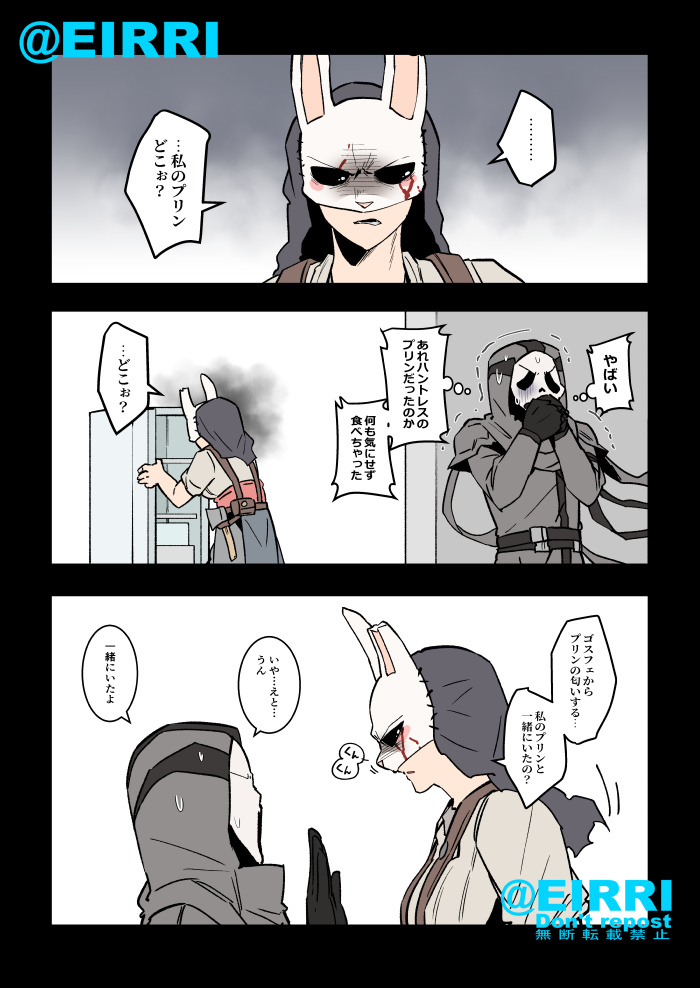 @EIRRI
………
…私のプリン
どこぉ？
やばい
あれハントレスの
プリンだったのか
何も気にせず
食べちゃった
…どこぉ？
ゴスフェから
プリンの匂いする…
私のプリンと
一緒にいたの？
くん
くん
いや…えと…
うん
一緒にいたよ
@EIRRI
Don't repost
無断転載禁止